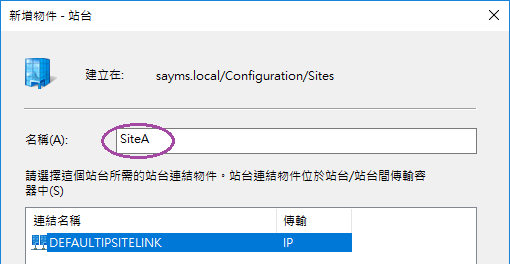 新增物件 - 站台
建立在: sayms.local/Configuration/Sites
名稱(A): SiteA
請選擇這個站台所需的站台連結物件。站台連結物件位於站台/站台間傳輸容
器中(S)
連結名稱 傳輸
DEFAULTIPSITELINK IP